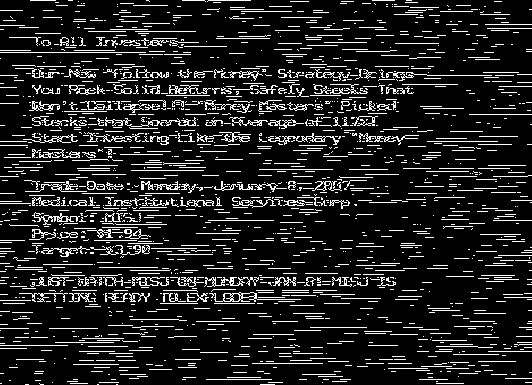 To All Investors:
Our New "Follow the Money" Strategy Brings
You Rock Solid Returns, Safely Stocks That
Won't Collapse!!! "Money Masters" Picked
Stocks that Soared an Average of 117%!
Start Investing Like the Legendary "Money
Masters"!
Trade Date: Monday, January 8, 2007
Medical Institutional Services Corp.
Symbol: MISJ
Price: $1.94
Target: $3.90
JUST WATCH MISJ ON MONDAY JAN 8! MISJ IS
GETTING READY TO EXPLODE!